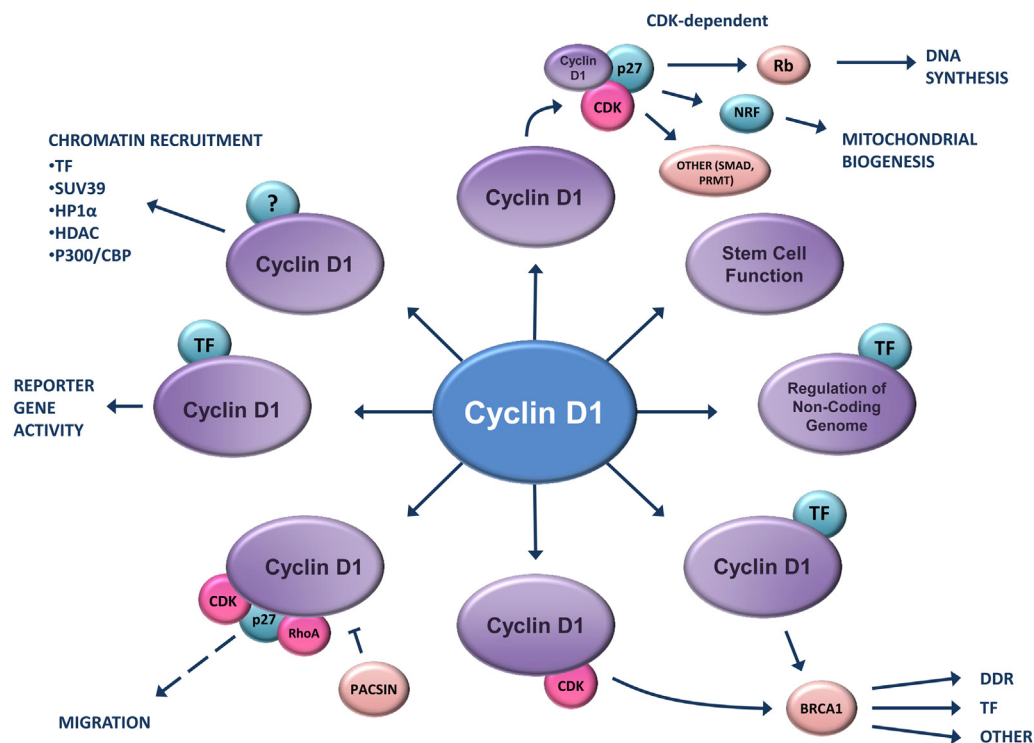 CDK-dependent
Cyclin
D1
p27
CDK
Rb
DNA
SYNTHESIS
NRF
MITOCHONDRIAL
BIOGENESIS
OTHER (SMAD,
PRMT)
Cyclin D1
CHROMATIN RECRUITMENT
•TF
•SUV39
•HP1α
•HDAC
•P300/CBP
?
Cyclin D1
Stem Cell
Function
TF
Cyclin D1
REPORTER
GENE
ACTIVITY
Cyclin D1
TF
Regulation of
Non-Coding
Genome
Cyclin D1
CDK
p27
RhoA
PACSIN
MIGRATION
Cyclin D1
CDK
TF
Cyclin D1
BRCA1
DDR
TF
OTHER